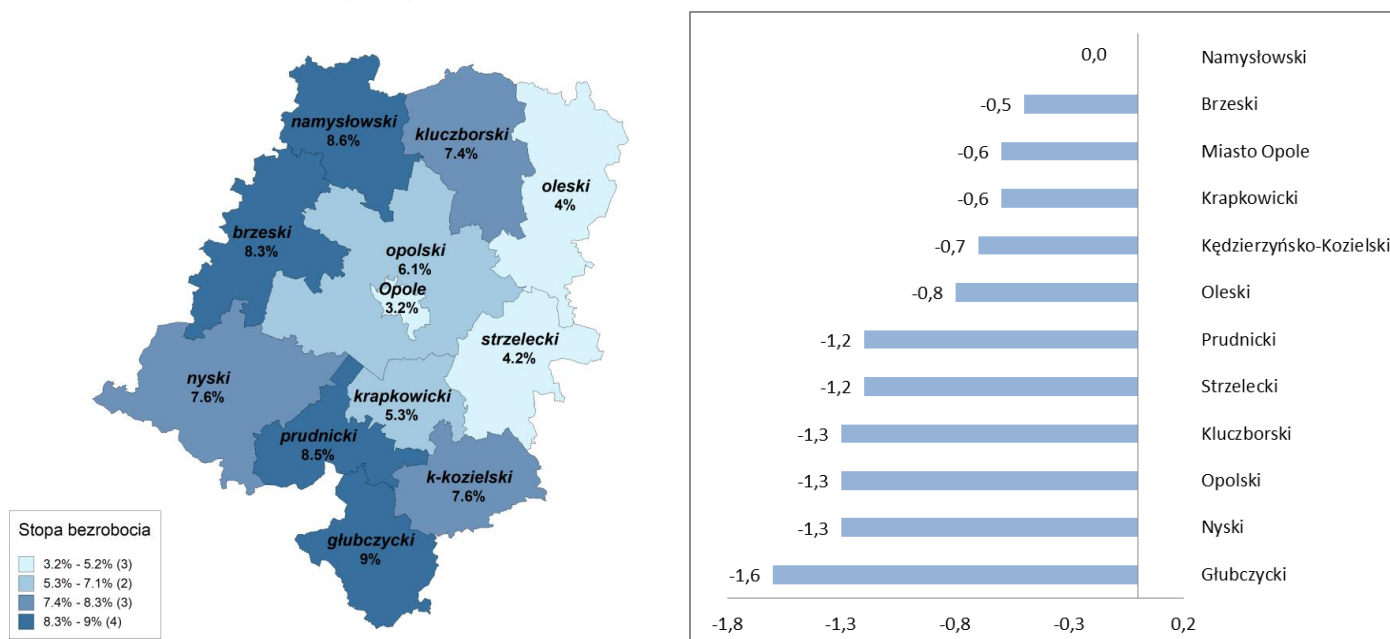 namysłowski
8.6%
kluczborski
7.4%
oleski
4%
brzeski
8.3%
opolski
6.1%
Opole
3.2%
strzelecki
4.2%
nyski
7.6%
krapkowicki
5.3%
prudnicki
8.5%
k-kozielski
7.6%
głubczycki
9%
Stopa bezrobocia
3.2% - 5.2% (3)
5.3% - 7.1% (2)
7.4% - 8.3% (3)
8.3% - 9% (4)
0,0 Namysłowski
-0,5 Brzeski
-0,6 Miasto Opole
-0,6 Krapkowicki
-0,7 Kędzierzyńsko-Kozielski
-0,8 Oleski
-1,2 Prudnicki
-1,2 Strzelecki
-1,3 Kluczborski
-1,3 Opolski
-1,3 Nyski
-1,6 Głubczycki
-1,8 -1,3 -0,8 -0,3 0,2